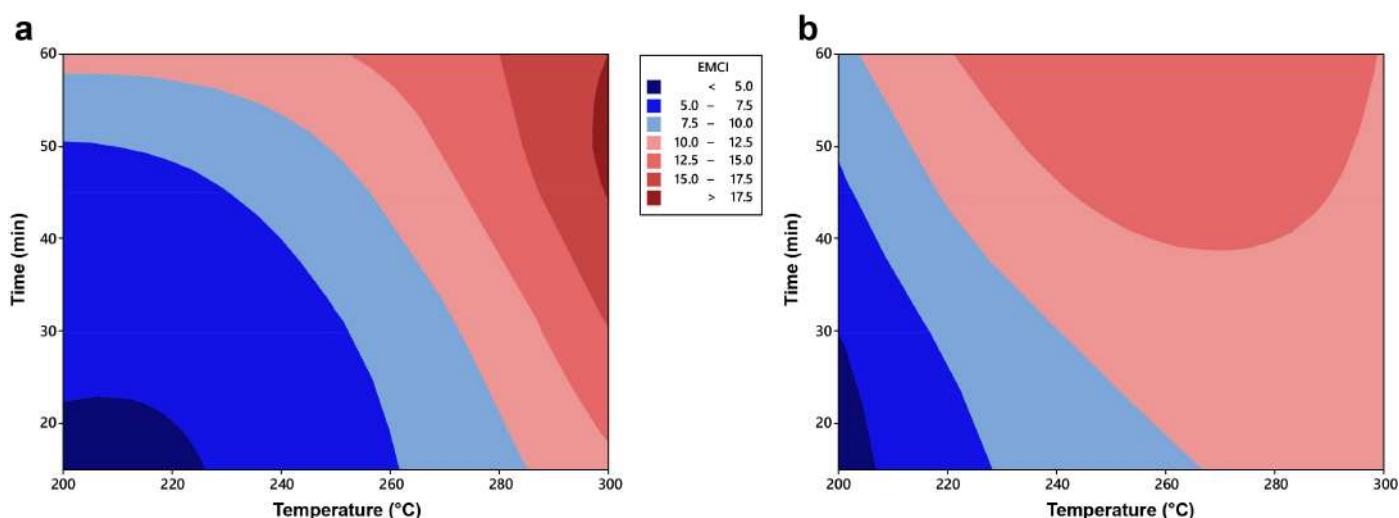 a
60
50
40
30
20
Time (min)
200 220 240 260 280 300
Temperature (°C)
EMCI
< 5.0
5.0 – 7.5
7.5 – 10.0
10.0 – 12.5
12.5 – 15.0
15.0 – 17.5
> 17.5
b
60
50
40
30
20
Time (min)
200 220 240 260 280 300
Temperature (°C)